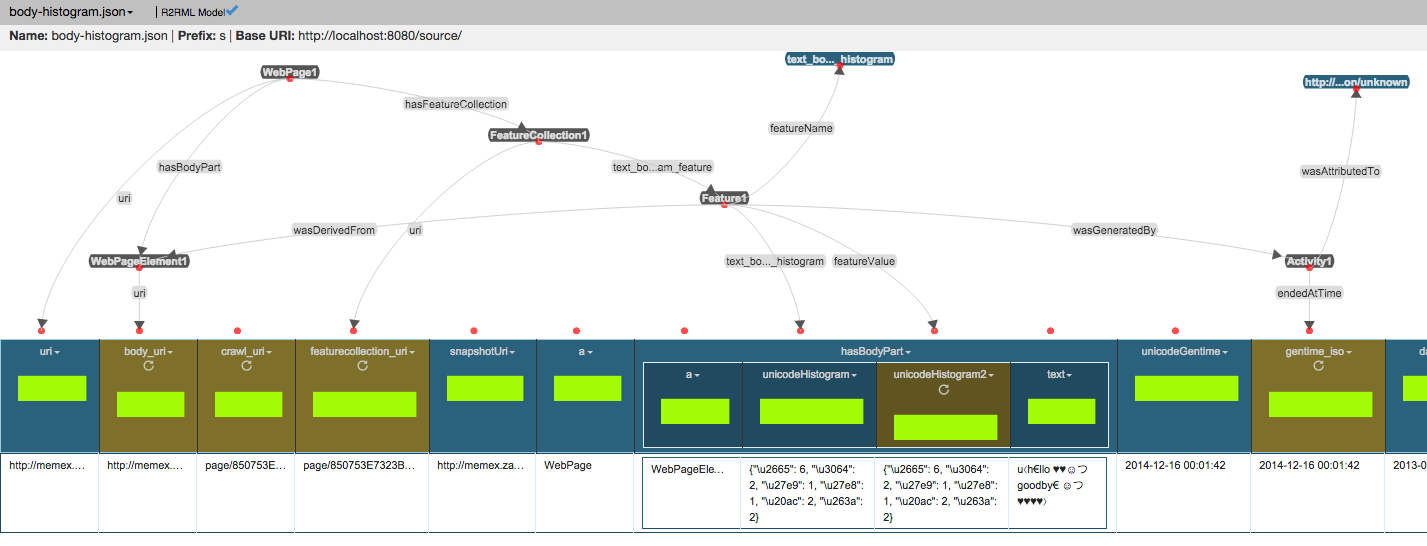 body-histogram.json
R2RML Model
Name: body-histogram.json | Prefix: s | Base URI: http://localhost:8080/source/
text_bo..._histogram
WebPage1
http://...on/unknown
hasFeatureCollection
featureName
FeatureCollection1
hasBodyPart
text_bo...am_feature
wasAttributedTo
uri
Feature1
wasDerivedFrom
uri
wasGeneratedBy
WebPageElement1
text_bo..._histogram
featureValue
Activity1
uri
endedAtTime
uri
body_uri
crawl_uri
featurecollection_uri
snapshotUri
a
hasBodyPart
unicodeGentime
gentime_iso
da
a
unicodeHistogram
unicodeHistogram2
text
http://memex....
http://memex....
page/850753E...
page/850753E7323B...
http://memex.za...
WebPage
WebPageEle...
{"\u2665": 6, "\u3064":
2, "\u27e9": 1, "\u27e8":
1, "\u20ac": 2, "\u263a":
2}
{"\u2665": 6, "\u3064":
2, "\u27e9": 1, "\u27e8":
1, "\u20ac": 2, "\u263a":
2}
u⟨h€llo ♥♥☺つ
goodby€ ☺つ
♥♥♥♥⟩
2014-12-16 00:01:42
2014-12-16 00:01:42
2013-0